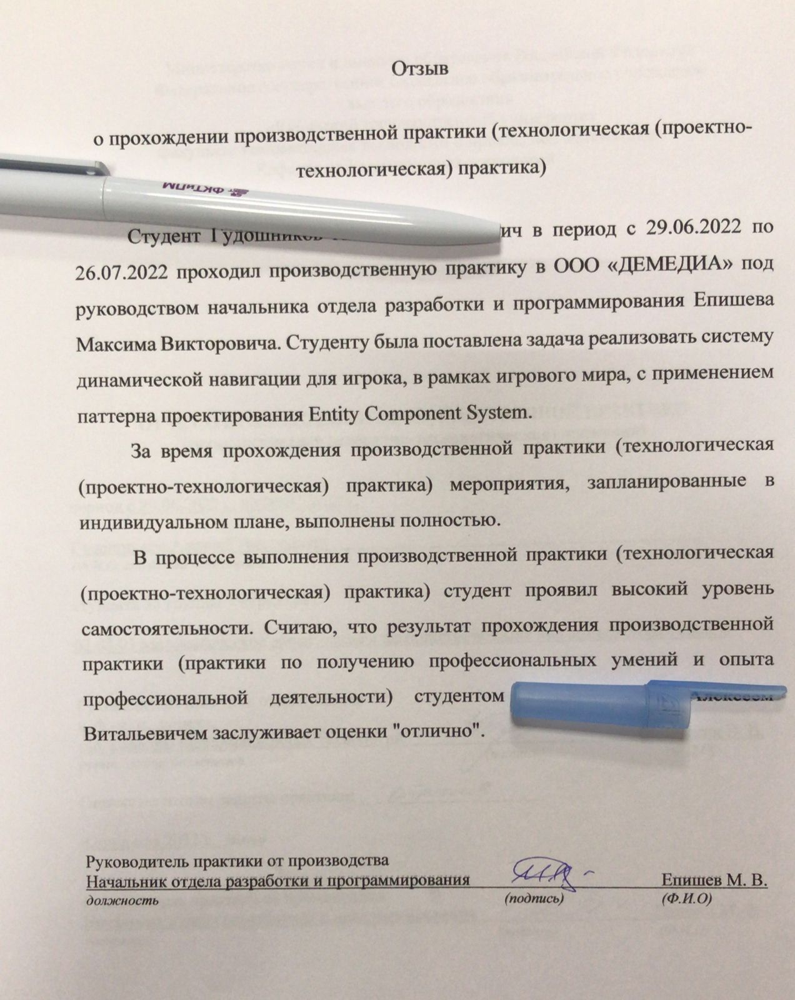 Отзыв
о прохождении производственной практики (технологическая (проектно-
технологическая) практика)
ФКТиПМ
Студент Гудошников ич в период с 29.06.2022 по
26.07.2022 проходил производственную практику в ООО «ДЕМЕДИА» под
руководством начальника отдела разработки и программирования Епишева
Максима Викторовича. Студенту была поставлена задача реализовать систему
динамической навигации для игрока, в рамках игрового мира, с применением
паттерна проектирования Entity Component System.
За время прохождения производственной практики (технологическая
(проектно-технологическая) практика) мероприятия, запланированные в
индивидуальном плане, выполнены полностью.
В процессе выполнения производственной практики (технологическая
(проектно-технологическая) практика) студент проявил высокий уровень
самостоятельности. Считаю, что результат прохождения производственной
практики (практики по получению профессиональных умений и опыта
профессиональной деятельности) студентом Алексеем
Витальевичем заслуживает оценки "отлично".
Руководитель практики от производства
Начальник отдела разработки и программирования Епишев М. В.
должность (подпись) (Ф.И.О)